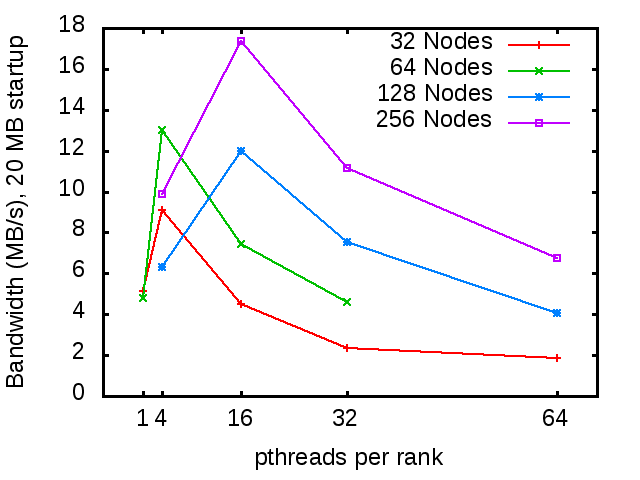 18
16
14
12
10
8
6
4
2
0
Bandwidth (MB/s), 20 MB startup
32 Nodes
64 Nodes
128 Nodes
256 Nodes
1 4 16 32 64
pthreads per rank